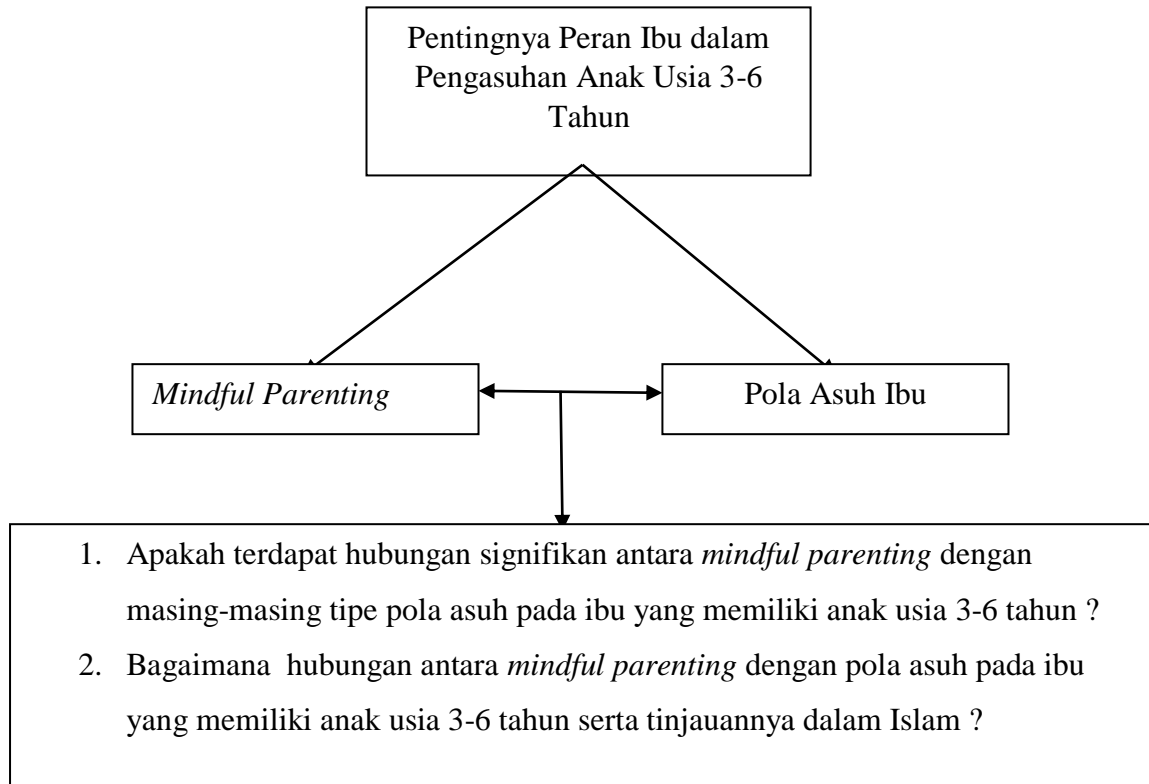 Pentingnya Peran Ibu dalam
Pengasuhan Anak Usia 3-6
Tahun
Mindful Parenting
Pola Asuh Ibu
1. Apakah terdapat hubungan signifikan antara mindful parenting dengan
masing-masing tipe pola asuh pada ibu yang memiliki anak usia 3-6 tahun ?
2. Bagaimana hubungan antara mindful parenting dengan pola asuh pada ibu
yang memiliki anak usia 3-6 tahun serta tinjauannya dalam Islam ?